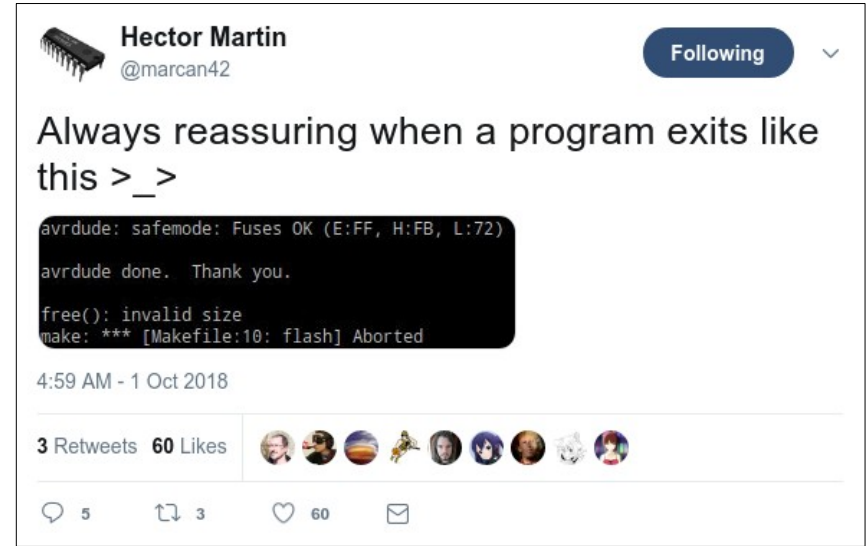 Hector Martin
@marcan42
Following
Always reassuring when a program exits like
this >_>
avrdude: safemode: Fuses OK (E:FF, H:FB, L:72)
avrdude done.  Thank you.
free(): invalid size
make: *** [Makefile:10: flash] Aborted
4:59 AM - 1 Oct 2018
3 Retweets 60 Likes
5 3 60